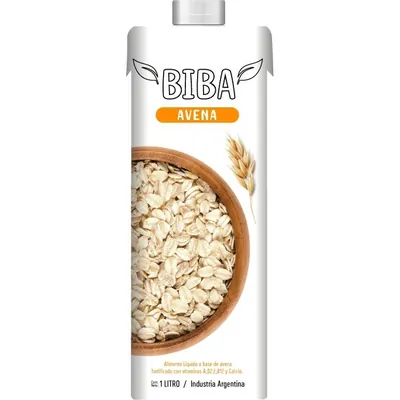 BIBA
AVENA
Alimento Líquido a base de avena
fortificado con vitaminas A,D2,E,B12 y Calcio.
1 LITRO / Industria Argentina